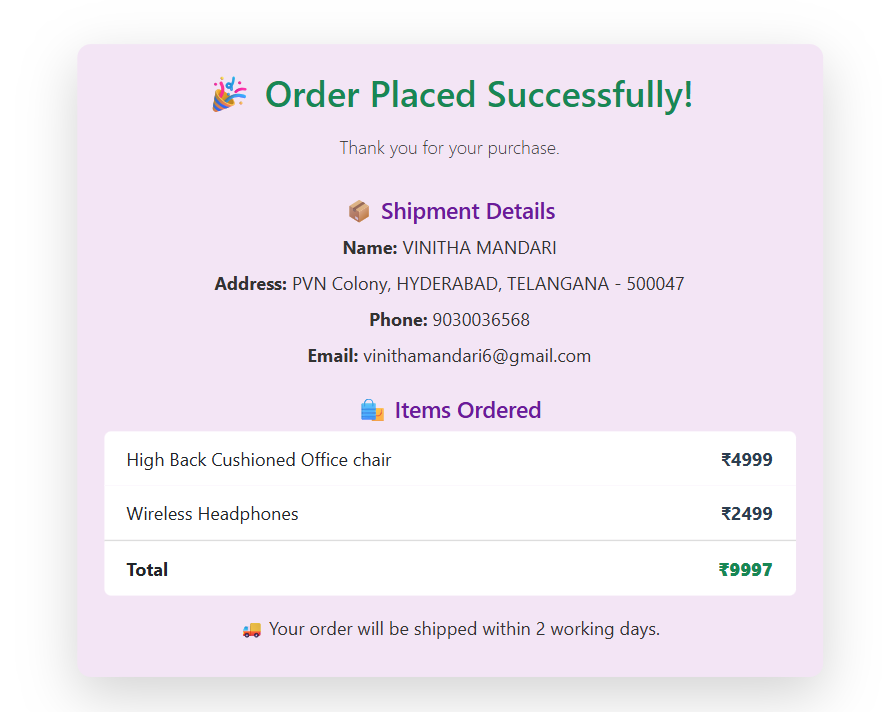 🎉 Order Placed Successfully!
Thank you for your purchase.
📦 Shipment Details
Name: VINITHA MANDARI
Address: PVN Colony, HYDERABAD, TELANGANA - 500047
Phone: 9030036568
Email: vinithamandari6@gmail.com
🛍️ Items Ordered
High Back Cushioned Office chair ₹4999
Wireless Headphones ₹2499
Total ₹9997
🚚 Your order will be shipped within 2 working days.